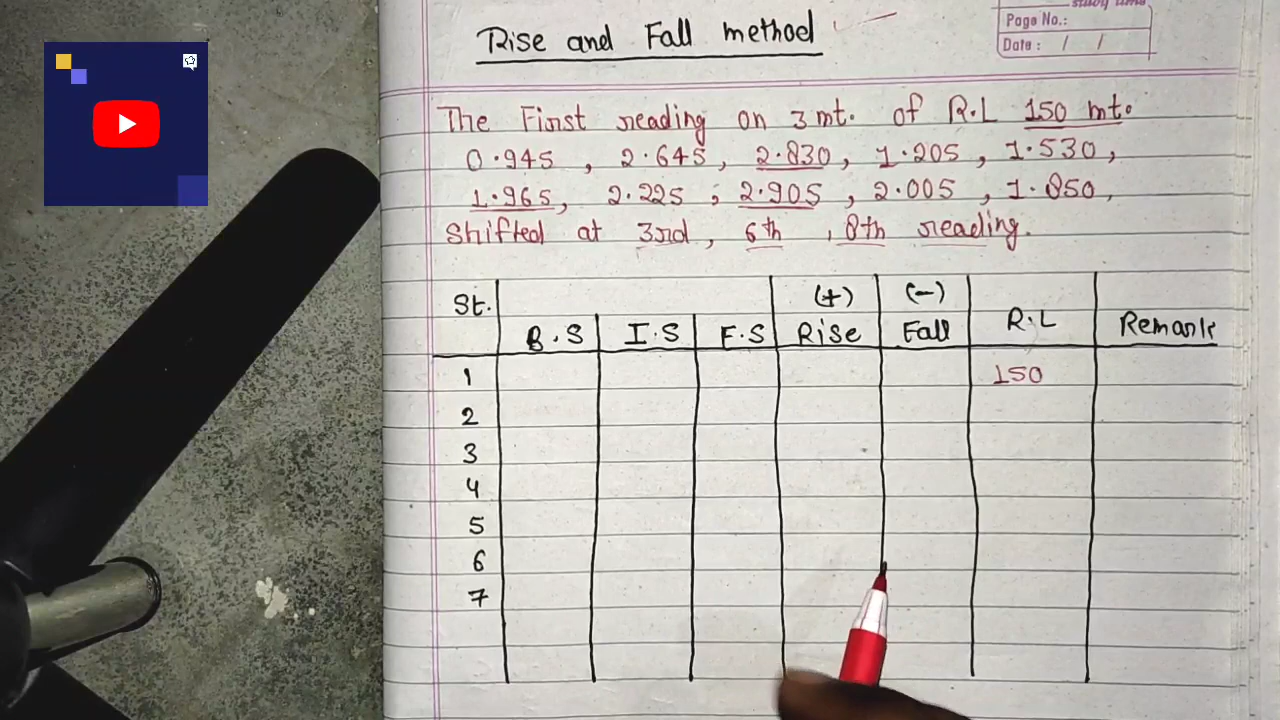 study time
Page No.:
Date : / /
Rise and Fall method
The First reading on 3 mt. of R.L 150 mt.
0.945 , 2.645 , 2.830 , 1.205 , 1.530 ,
1.965 , 2.225 , 2.905 , 2.005 , 1.850 ,
Shifted at 3rd , 6th , 8th reading.
St. B.S I.S F.S (+) Rise (-) Fall R.L Remark
1 150
2
3
4
5
6
7